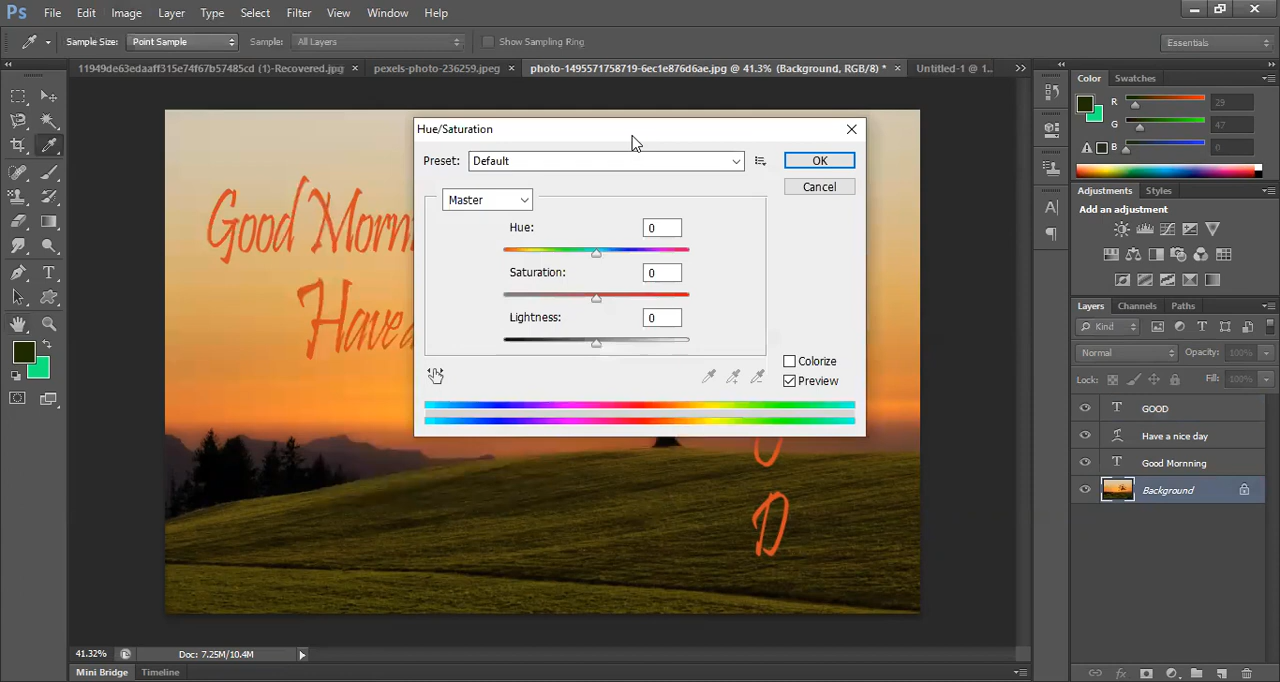 Ps File Edit Image Layer Type Select Filter View Window Help
Sample Size: Point Sample Sample: All Layers Show Sampling Ring Essentials
11949de63edaaff315e74f67b57485cd (1)-Recovered.jpg × pexels-photo-236259.jpeg × photo-1495571758719-6ec1e876d6ae.jpg @ 41.3% (Background, RGB/8) * × Untitled-1 @ 1...
Color Swatches
R 29
G 47
B 0
Adjustments Styles
Add an adjustment
Layers Channels Paths
Kind
Normal Opacity: 100%
Lock: Fill: 100%
T GOOD
Have a nice day
T Good Mornning
Background
Hue/Saturation
Preset: Default OK
Cancel
Master
Hue: 0
Saturation: 0
Lightness: 0
Colorize
Preview
Good Morn
Have a
D
41.32% Doc: 7.25M/10.4M
Mini Bridge Timeline